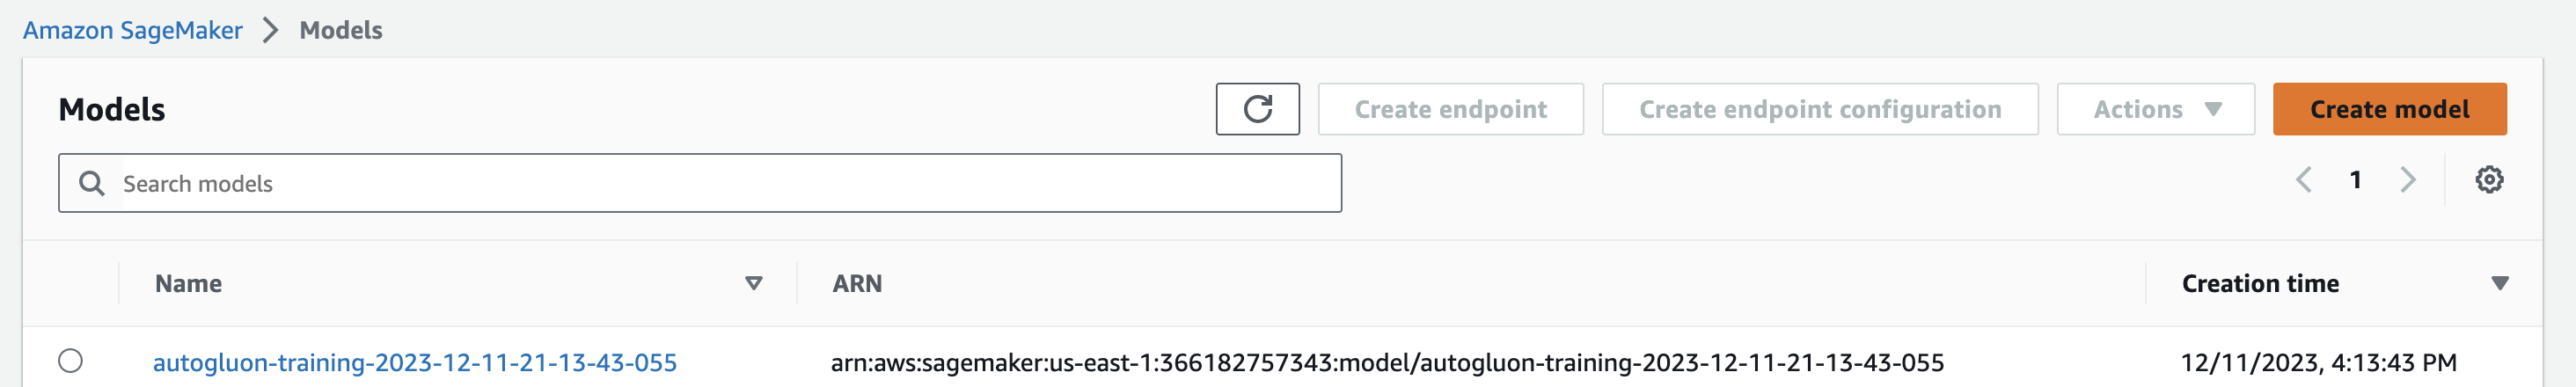 Amazon SageMaker > Models
Models
Create endpoint
Create endpoint configuration
Actions
Create model
Search models
1
Name
ARN
Creation time
autogluon-training-2023-12-11-21-13-43-055
arn:aws:sagemaker:us-east-1:366182757343:model/autogluon-training-2023-12-11-21-13-43-055
12/11/2023, 4:13:43 PM